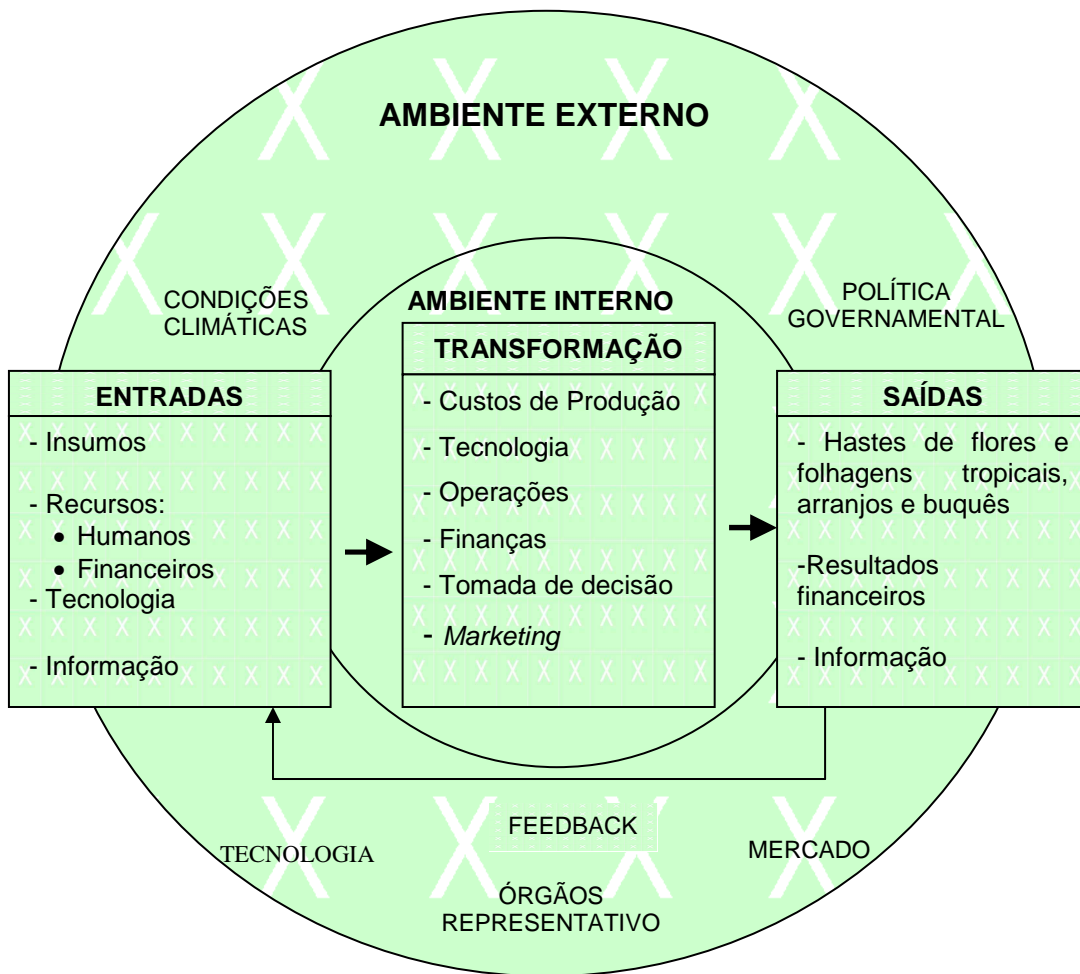 AMBIENTE EXTERNO
CONDIÇÕES
CLIMÁTICAS
POLÍTICA
GOVERNAMENTAL
AMBIENTE INTERNO
ENTRADAS
- Insumos
- Recursos:
• Humanos
• Financeiros
- Tecnologia
- Informação
TRANSFORMAÇÃO
- Custos de Produção
- Tecnologia
- Operações
- Finanças
- Tomada de decisão
- Marketing
SAÍDAS
- Hastes de flores e
folhagens tropicais,
arranjos e buquês
-Resultados
financeiros
- Informação
FEEDBACK
TECNOLOGIA
MERCADO
ÓRGÃOS
REPRESENTATIVO